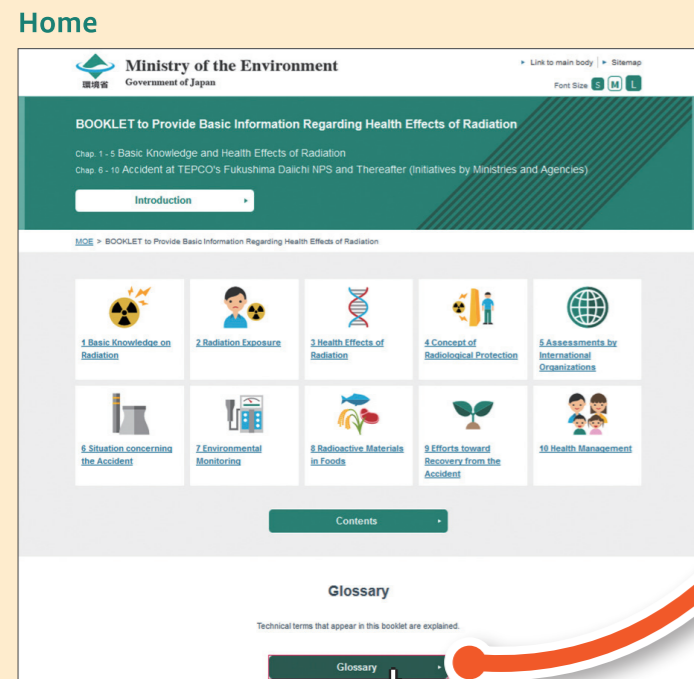 Home
Ministry of the Environment
Government of Japan
環境省
Link to main body
Sitemap
Font Size S M L
BOOKLET to Provide Basic Information Regarding Health Effects of Radiation
Chap. 1 - 5 Basic Knowledge and Health Effects of Radiation
Chap. 6 - 10 Accident at TEPCO's Fukushima Daiichi NPS and Thereafter (Initiatives by Ministries and Agencies)
Introduction
MOE > BOOKLET to Provide Basic Information Regarding Health Effects of Radiation
1 Basic Knowledge on
Radiation
2 Radiation Exposure
3 Health Effects of
Radiation
4 Concept of
Radiological Protection
5 Assessments by
International
Organizations
6 Situation concerning
the Accident
7 Environmental
Monitoring
8 Radioactive Materials
in Foods
9 Efforts toward
Recovery from the
Accident
10 Health Management
Contents
Glossary
Technical terms that appear in this booklet are explained.
Glossary